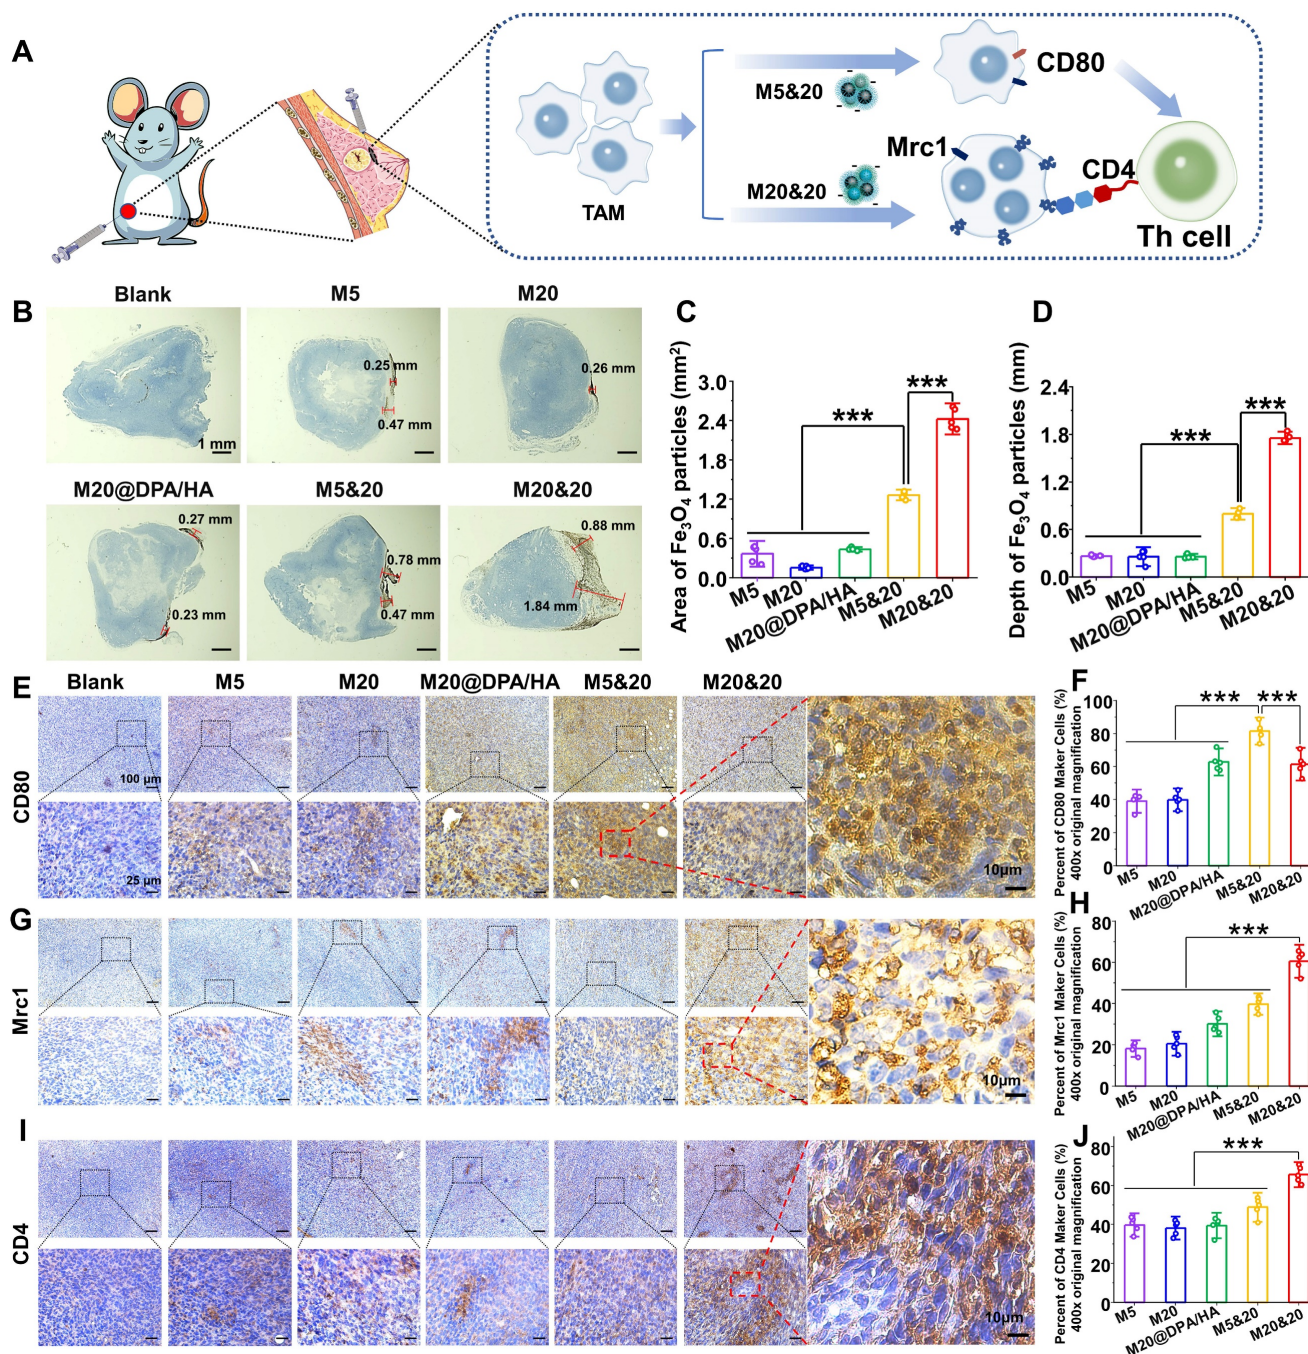 A
M5&20
CD80
Mrc1
CD4
M20&20
TAM
Th cell
B
Blank
M5
M20
1 mm
0.25 mm
0.47 mm
0.26 mm
M20@DPA/HA
M5&20
M20&20
0.27 mm
0.23 mm
0.78 mm
0.47 mm
0.88 mm
1.84 mm
C
Area of Fe3O4 particles (mm²)
3.0
2.4
1.8
1.2
0.6
0.0
***
***
M5
M20
M20@DPA/HA
M5&20
M20&20
D
Depth of Fe3O4 particles (mm)
2.4
1.8
1.2
0.6
0.0
***
***
M5
M20
M20@DPA/HA
M5&20
M20&20
E
Blank
M5
M20
M20@DPA/HA
M5&20
M20&20
CD80
100 μm
25 μm
10μm
F
Percent of CD80 Maker Cells (%)
400x original magnification
100
80
60
40
20
0
***
***
M5
M20
M20@DPA/HA
M5&20
M20&20
G
Mrc1
10μm
H
Percent of Mrc1 Maker Cells (%)
400x original magnification
80
60
40
20
0
***
M5
M20
M20@DPA/HA
M5&20
M20&20
I
CD4
10μm
J
Percent of CD4 Maker Cells (%)
400x original magnification
80
60
40
20
0
***
M5
M20
M20@DPA/HA
M5&20
M20&20